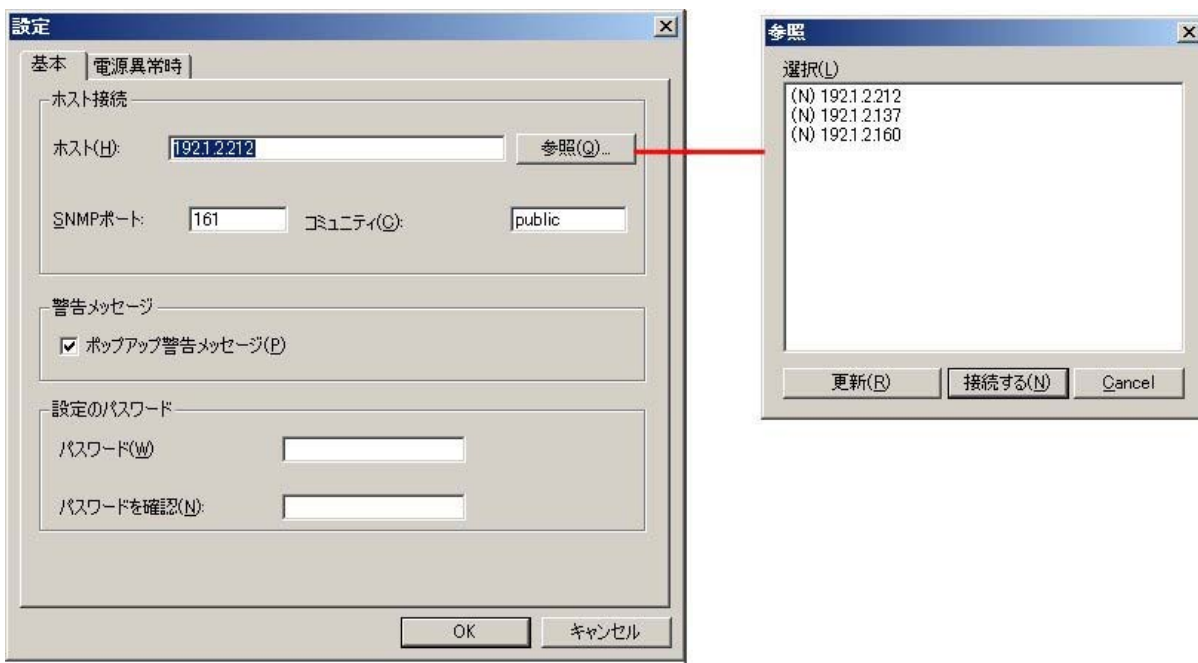 設定
基本
電源異常時
ホスト接続
ホスト(H):
192.1.2.212
参照(Q)...
SNMPポート:
161
コミュニティ(C):
public
警告メッセージ
ポップアップ警告メッセージ(P)
設定のパスワード
パスワード(W)
パスワードを確認(N):
OK
キャンセル
参照
選択(L)
(N) 192.1.2.212
(N) 192.1.2.137
(N) 192.1.2.160
更新(R)
接続する(N)
Cancel